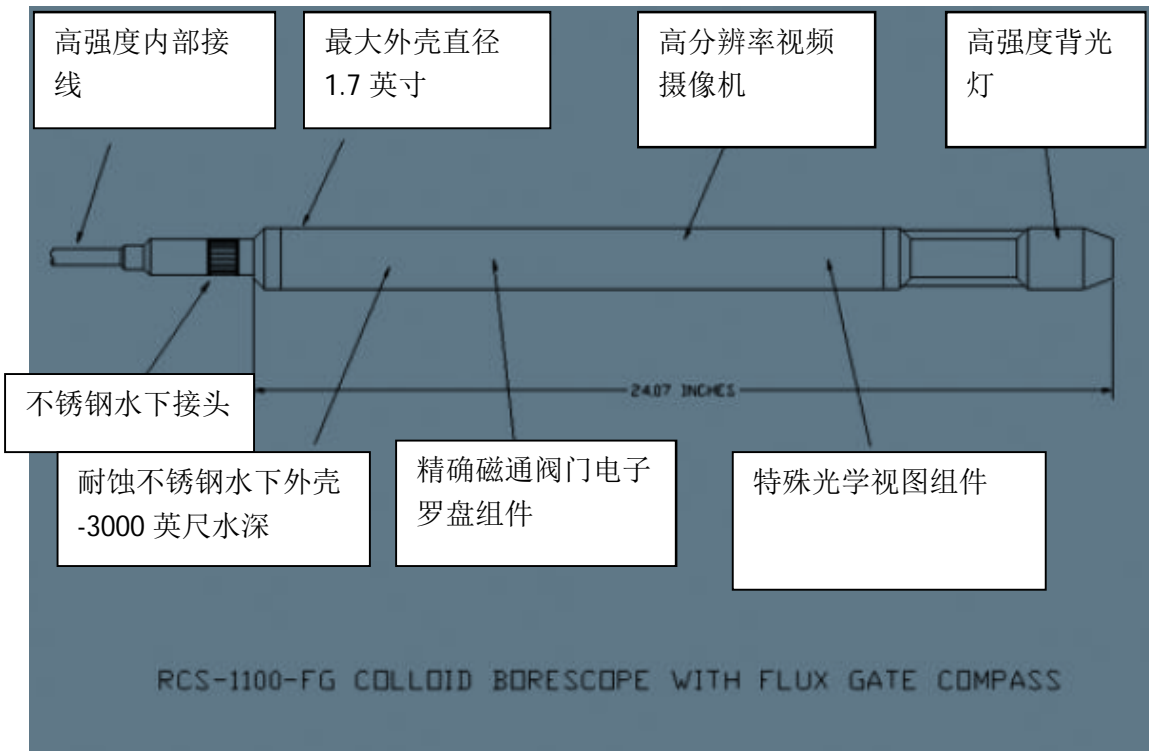 高强度内部接
线
最大外壳直径
1.7 英寸
高分辨率视频
摄像机
高强度背光
灯
24.07 INCHES
不锈钢水下接头
耐蚀不锈钢水下外壳
-3000 英尺水深
精确磁通阀门电子
罗盘组件
特殊光学视图组件
RCS-1100-FG COLLOID BORESCOPE WITH FLUX GATE COMPASS